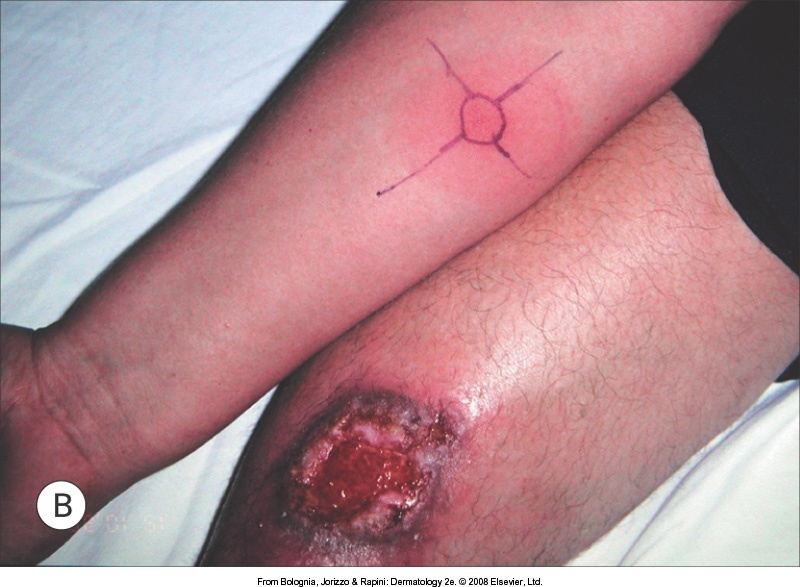 B
From Bolognia, Jorizzo & Rapini: Dermatology 2e. © 2008 Elsevier, Ltd.